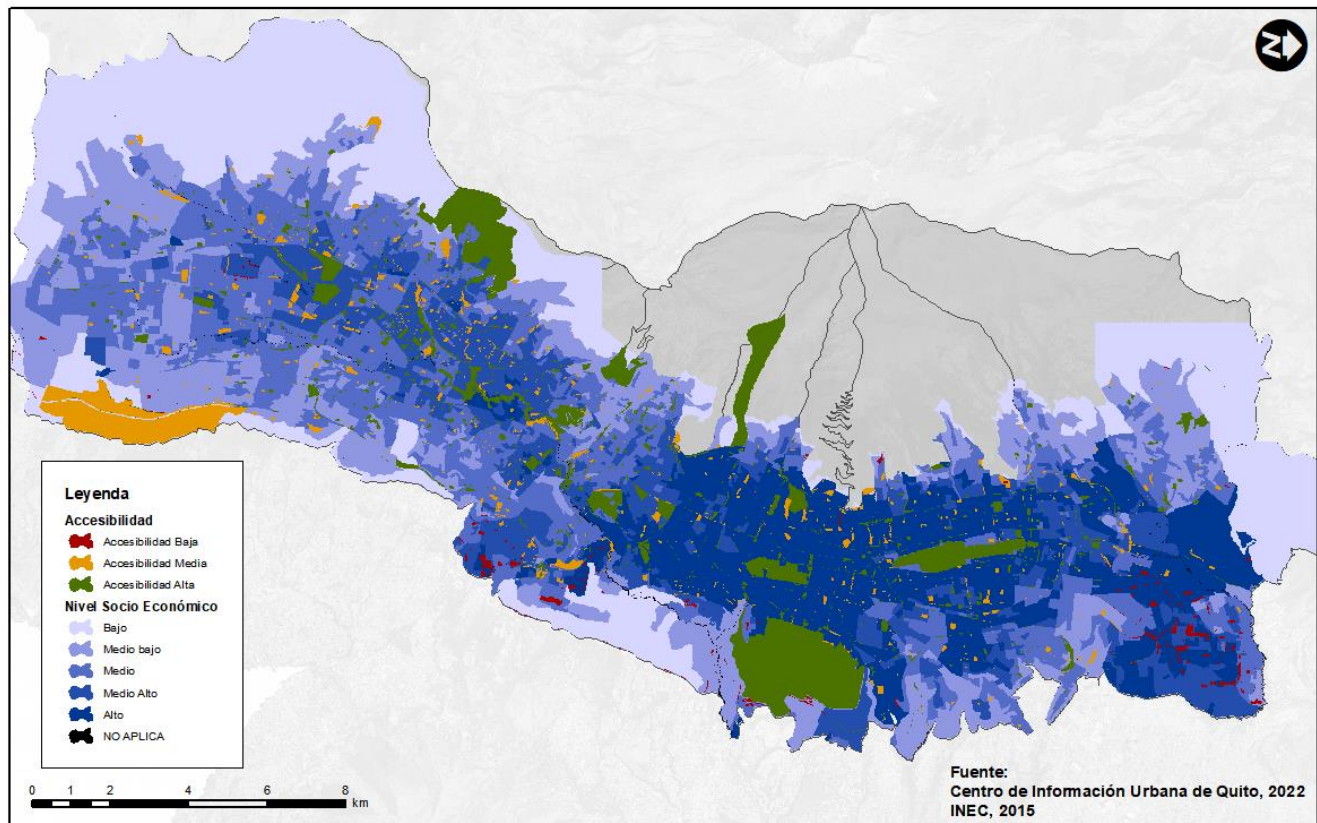 N
Leyenda
Accesibilidad
Accesibilidad Baja
Accesibilidad Media
Accesibilidad Alta
Nivel Socio Económico
Bajo
Medio bajo
Medio
Medio Alto
Alto
NO APLICA
0 1 2 4 6 8
km
Fuente:
Centro de Información Urbana de Quito, 2022
INEC, 2015